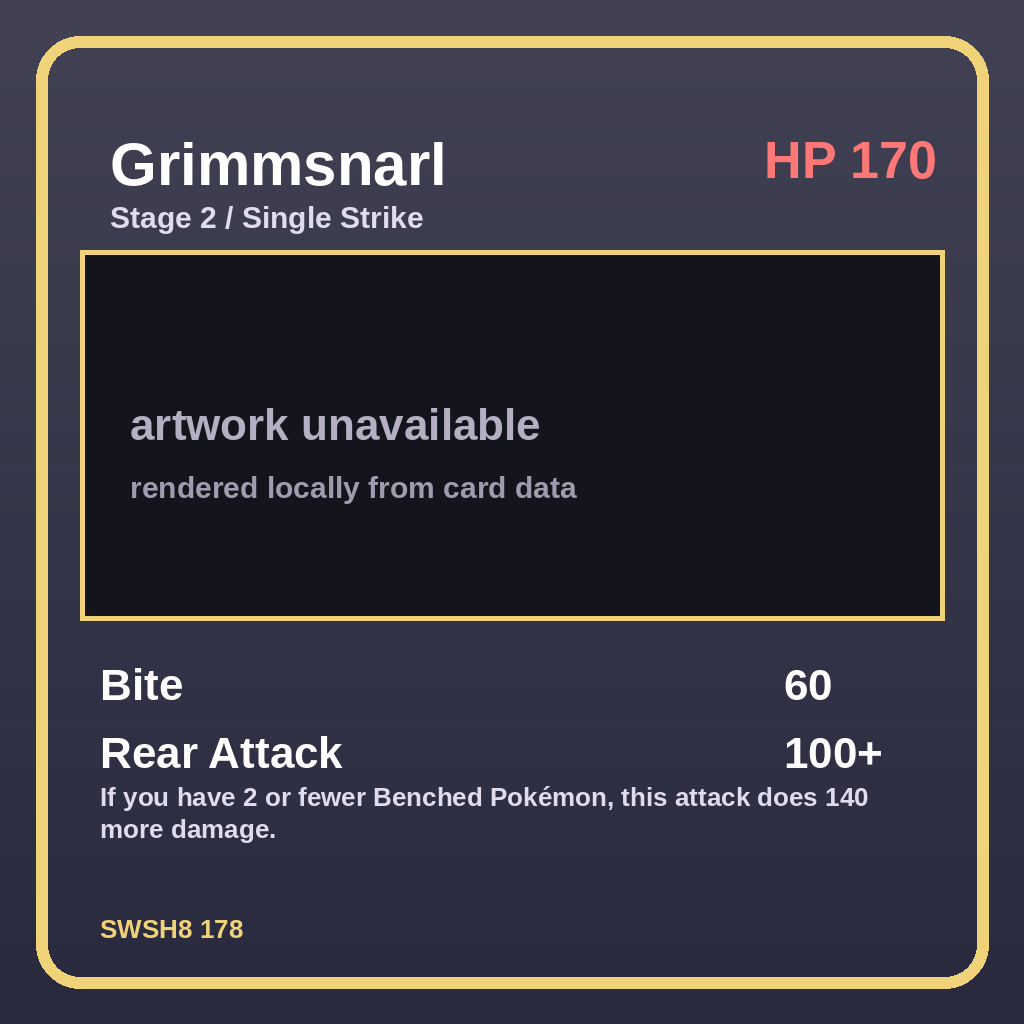 Grimmsnarl
HP 170
Stage 2 / Single Strike
artwork unavailable
rendered locally from card data
Bite 60
Rear Attack 100+
If you have 2 or fewer Benched Pokémon, this attack does 140
more damage.
SWSH8 178